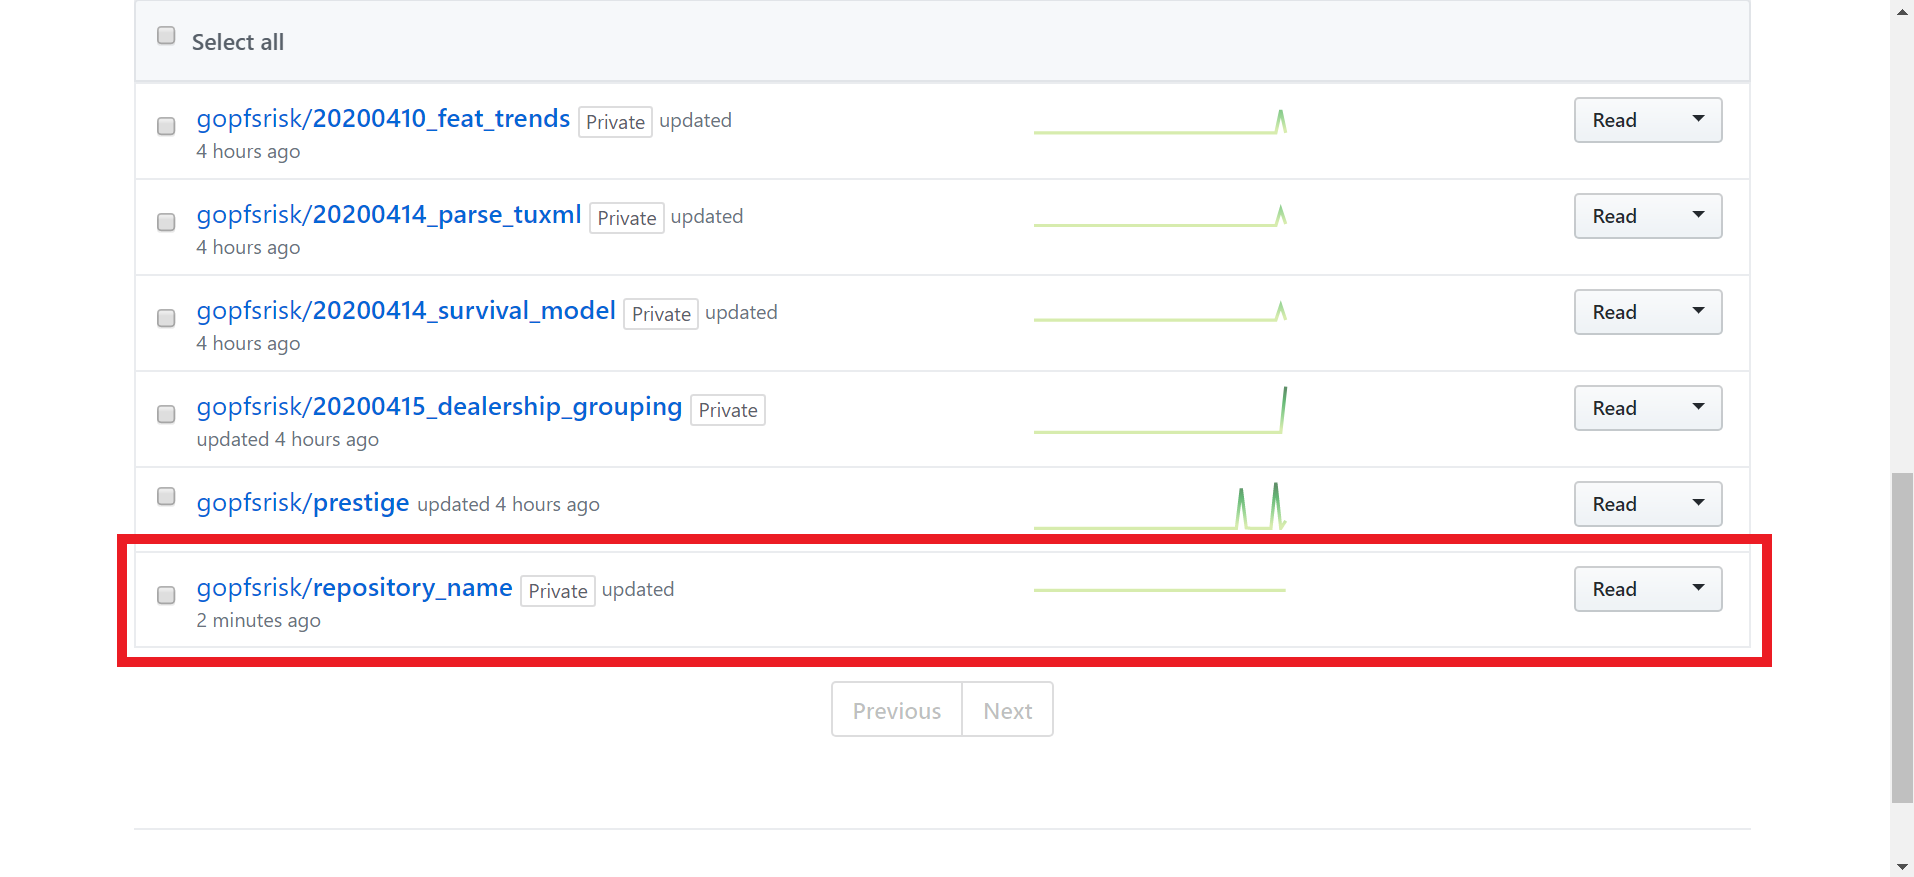 Select all
gopfsrisk/20200410_feat_trends Private updated Read
4 hours ago
gopfsrisk/20200414_parse_tuxml Private updated Read
4 hours ago
gopfsrisk/20200414_survival_model Private updated Read
4 hours ago
gopfsrisk/20200415_dealership_grouping Private Read
updated 4 hours ago
gopfsrisk/prestige updated 4 hours ago Read
gopfsrisk/repository_name Private updated Read
2 minutes ago
Previous Next